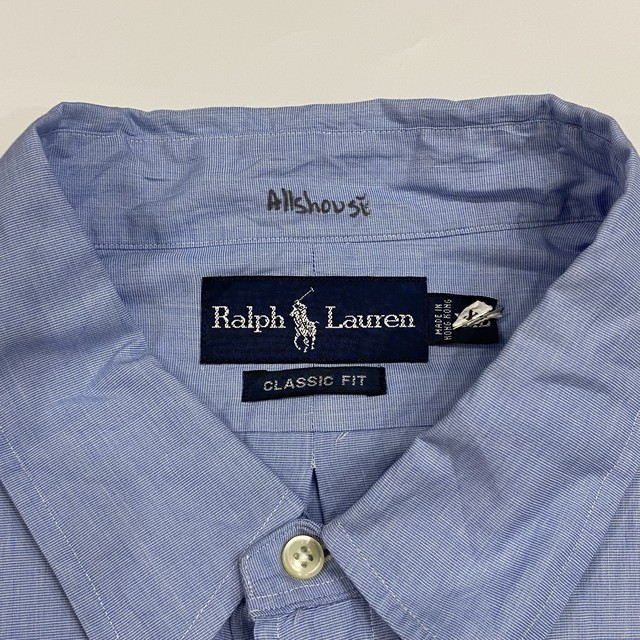 Allshouse
Ralph Lauren
MADE IN
HONG KONG
CLASSIC FIT